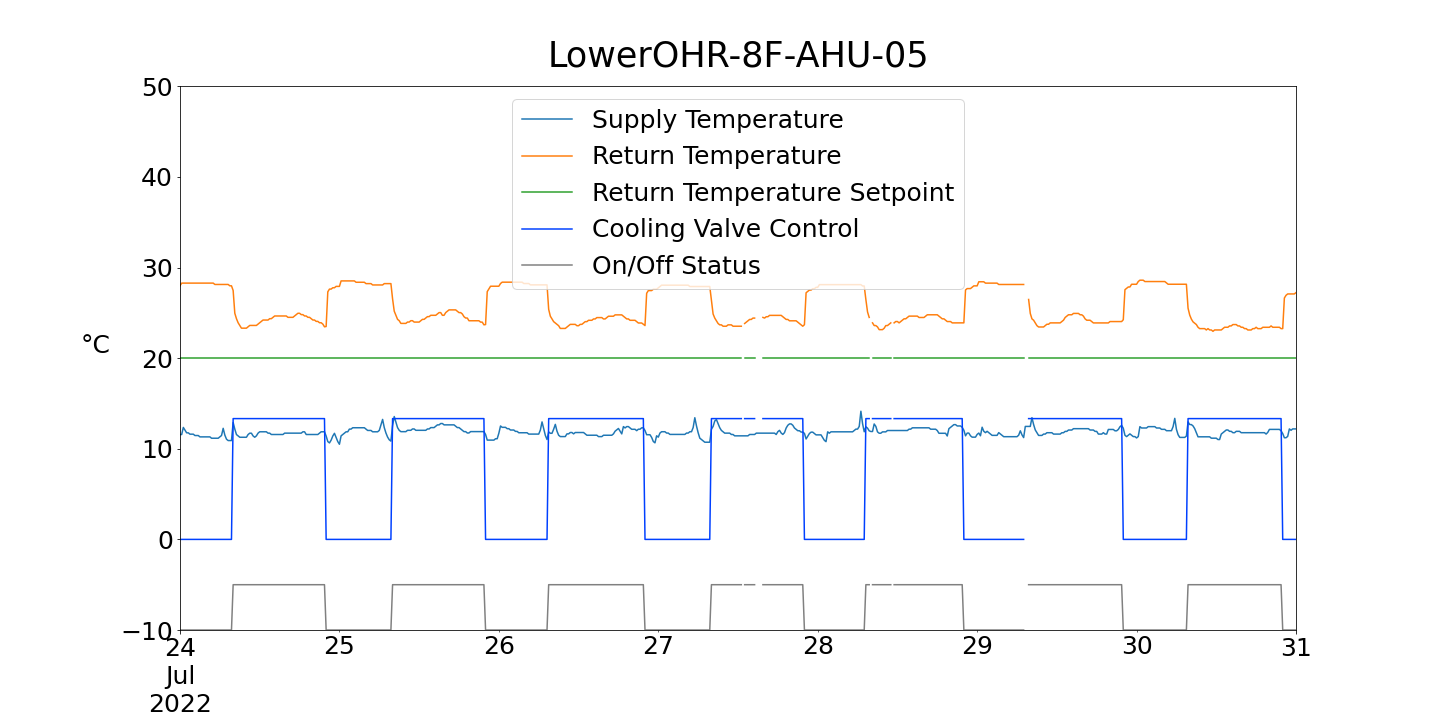 LowerOHR-8F-AHU-05
50
40
30
20
10
0
−10
°C
Supply Temperature
Return Temperature
Return Temperature Setpoint
Cooling Valve Control
On/Off Status
24 25 26 27 28 29 30 31
Jul
2022